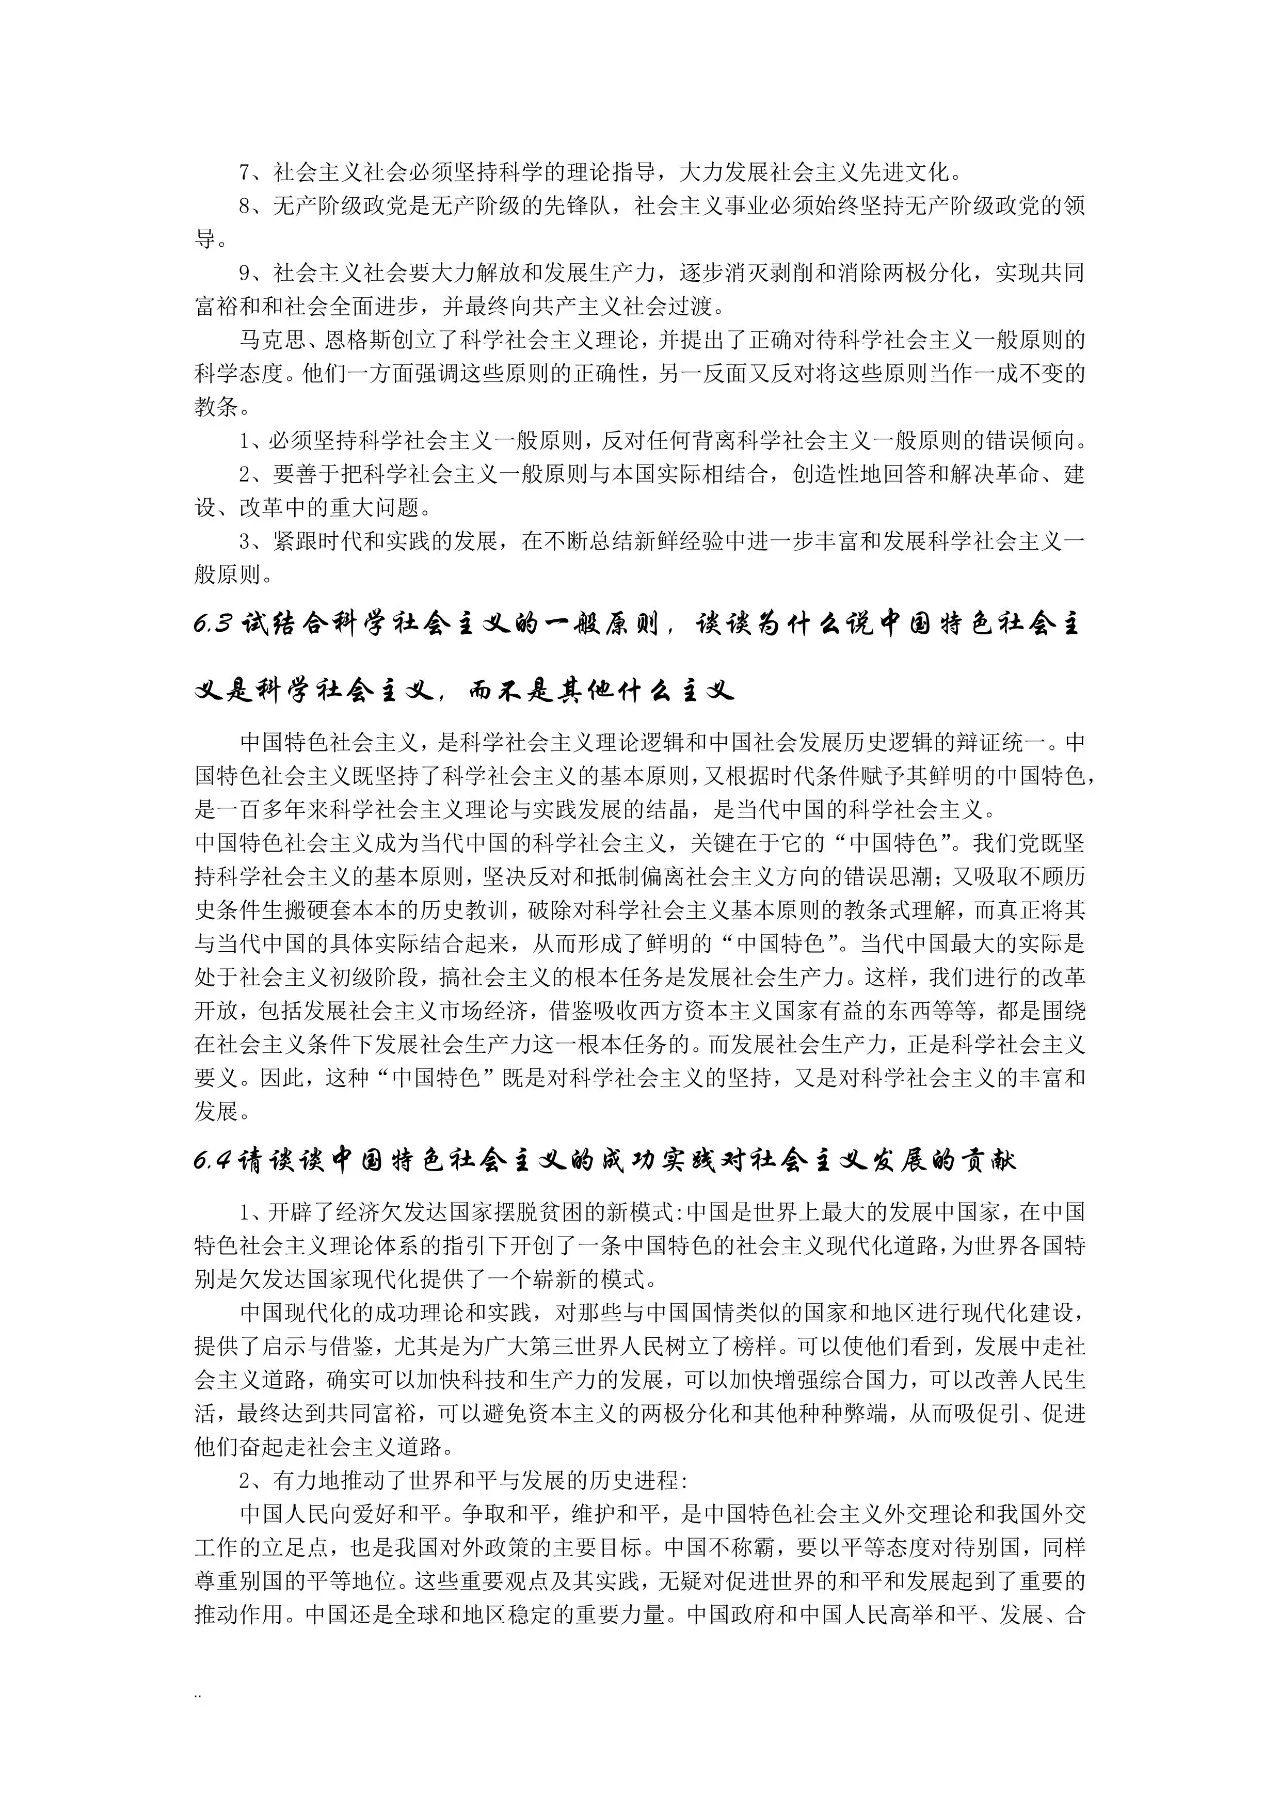 7、社会主义社会必须坚持科学的理论指导，大力发展社会主义先进文化。
8、无产阶级政党是无产阶级的先锋队，社会主义事业必须始终坚持无产阶级政党的领
导。
9、社会主义社会要大力解放和发展生产力，逐步消灭剥削和消除两极分化，实现共同
富裕和和社会全面进步，并最终向共产主义社会过渡。
马克思、恩格斯创立了科学社会主义理论，并提出了正确对待科学社会主义一般原则的
科学态度。他们一方面强调这些原则的正确性，另一反面又反对将这些原则当作一成不变的
教条。
1、必须坚持科学社会主义一般原则，反对任何背离科学社会主义一般原则的错误倾向。
2、要善于把科学社会主义一般原则与本国实际相结合，创造性地回答和解决革命、建
设、改革中的重大问题。
3、紧跟时代和实践的发展，在不断总结新鲜经验中进一步丰富和发展科学社会主义一
般原则。
6.3 试结合科学社会主义的一般原则，谈谈为什么说中国特色社会主
义是科学社会主义，而不是其他什么主义
中国特色社会主义，是科学社会主义理论逻辑和中国社会发展历史逻辑的辩证统一。中
国特色社会主义既坚持了科学社会主义的基本原则，又根据时代条件赋予其鲜明的中国特色，
是一百多年来科学社会主义理论与实践发展的结晶，是当代中国的科学社会主义。
中国特色社会主义成为当代中国的科学社会主义，关键在于它的“中国特色”。我们党既坚
持科学社会主义的基本原则，坚决反对和抵制偏离社会主义方向的错误思潮；又吸取不顾历
史条件生搬硬套本本的历史教训，破除对科学社会主义基本原则的教条式理解，而真正将其
与当代中国的具体实际结合起来，从而形成了鲜明的“中国特色”。当代中国最大的实际是
处于社会主义初级阶段，搞社会主义的根本任务是发展社会生产力。这样，我们进行的改革
开放，包括发展社会主义市场经济，借鉴吸收西方资本主义国家有益的东西等等，都是围绕
在社会主义条件下发展社会生产力这一根本任务的。而发展社会生产力，正是科学社会主义
要义。因此，这种“中国特色”既是对科学社会主义的坚持，又是对科学社会主义的丰富和
发展。
6.4 请谈谈中国特色社会主义的成功实践对社会主义发展的贡献
1、开辟了经济欠发达国家摆脱贫困的新模式:中国是世界上最大的发展中国家，在中国
特色社会主义理论体系的指引下开创了一条中国特色的社会主义现代化道路，为世界各国特
别是欠发达国家现代化提供了一个崭新的模式。
中国现代化的成功理论和实践，对那些与中国国情类似的国家和地区进行现代化建设，
提供了启示与借鉴，尤其是为广大第三世界人民树立了榜样。可以使他们看到，发展中走社
会主义道路，确实可以加快科技和生产力的发展，可以加快增强综合国力，可以改善人民生
活，最终达到共同富裕，可以避免资本主义的两极分化和其他种种弊端，从而吸促引、促进
他们奋起走社会主义道路。
2、有力地推动了世界和平与发展的历史进程:
中国人民向爱好和平。争取和平，维护和平，是中国特色社会主义外交理论和我国外交
工作的立足点，也是我国对外政策的主要目标。中国不称霸，要以平等态度对待别国，同样
尊重别国的平等地位。这些重要观点及其实践，无疑对促进世界的和平和发展起到了重要的
推动作用。中国还是全球和地区稳定的重要力量。中国政府和中国人民高举和平、发展、合
..